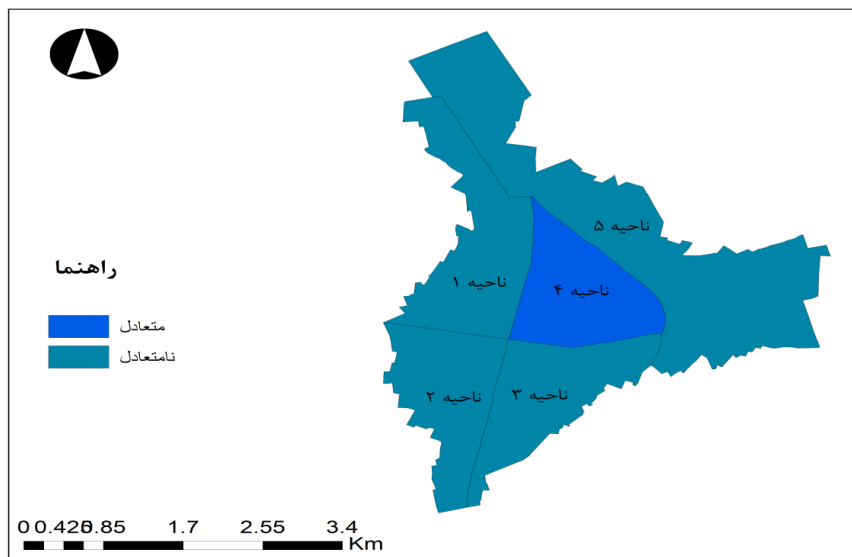 ناحیه ۵
ناحیه ۱
ناحیه ۴
راهنما
متعادل
نامتعادل
ناحیه ۲
ناحیه ۳
0 0.425 0.85 1.7 2.55 3.4
Km